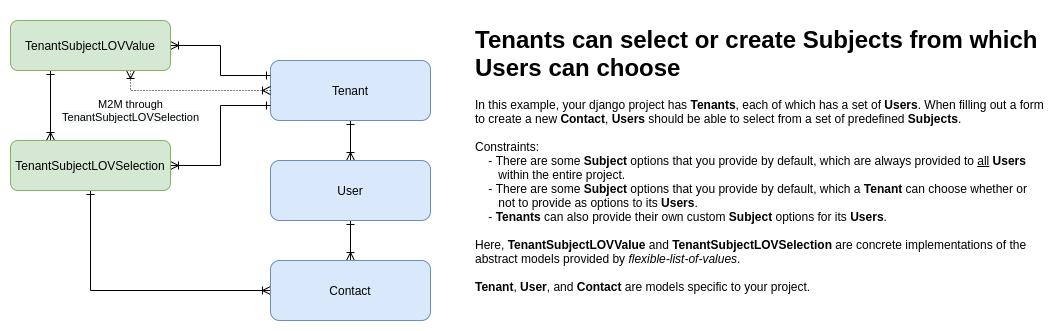 TenantSubjectLOVValue
M2M through
TenantSubjectLOVSelection
TenantSubjectLOVSelection
Tenant
User
Contact
Tenants can select or create Subjects from which
Users can choose
In this example, your django project has Tenants, each of which has a set of Users. When filling out a form
to create a new Contact, Users should be able to select from a set of predefined Subjects.
Constraints:
- There are some Subject options that you provide by default, which are always provided to all Users
within the entire project.
- There are some Subject options that you provide by default, which a Tenant can choose whether or
not to provide as options to its Users.
- Tenants can also provide their own custom Subject options for its Users.
Here, TenantSubjectLOVValue and TenantSubjectLOVSelection are concrete implementations of the
abstract models provided by flexible-list-of-values.
Tenant, User, and Contact are models specific to your project.